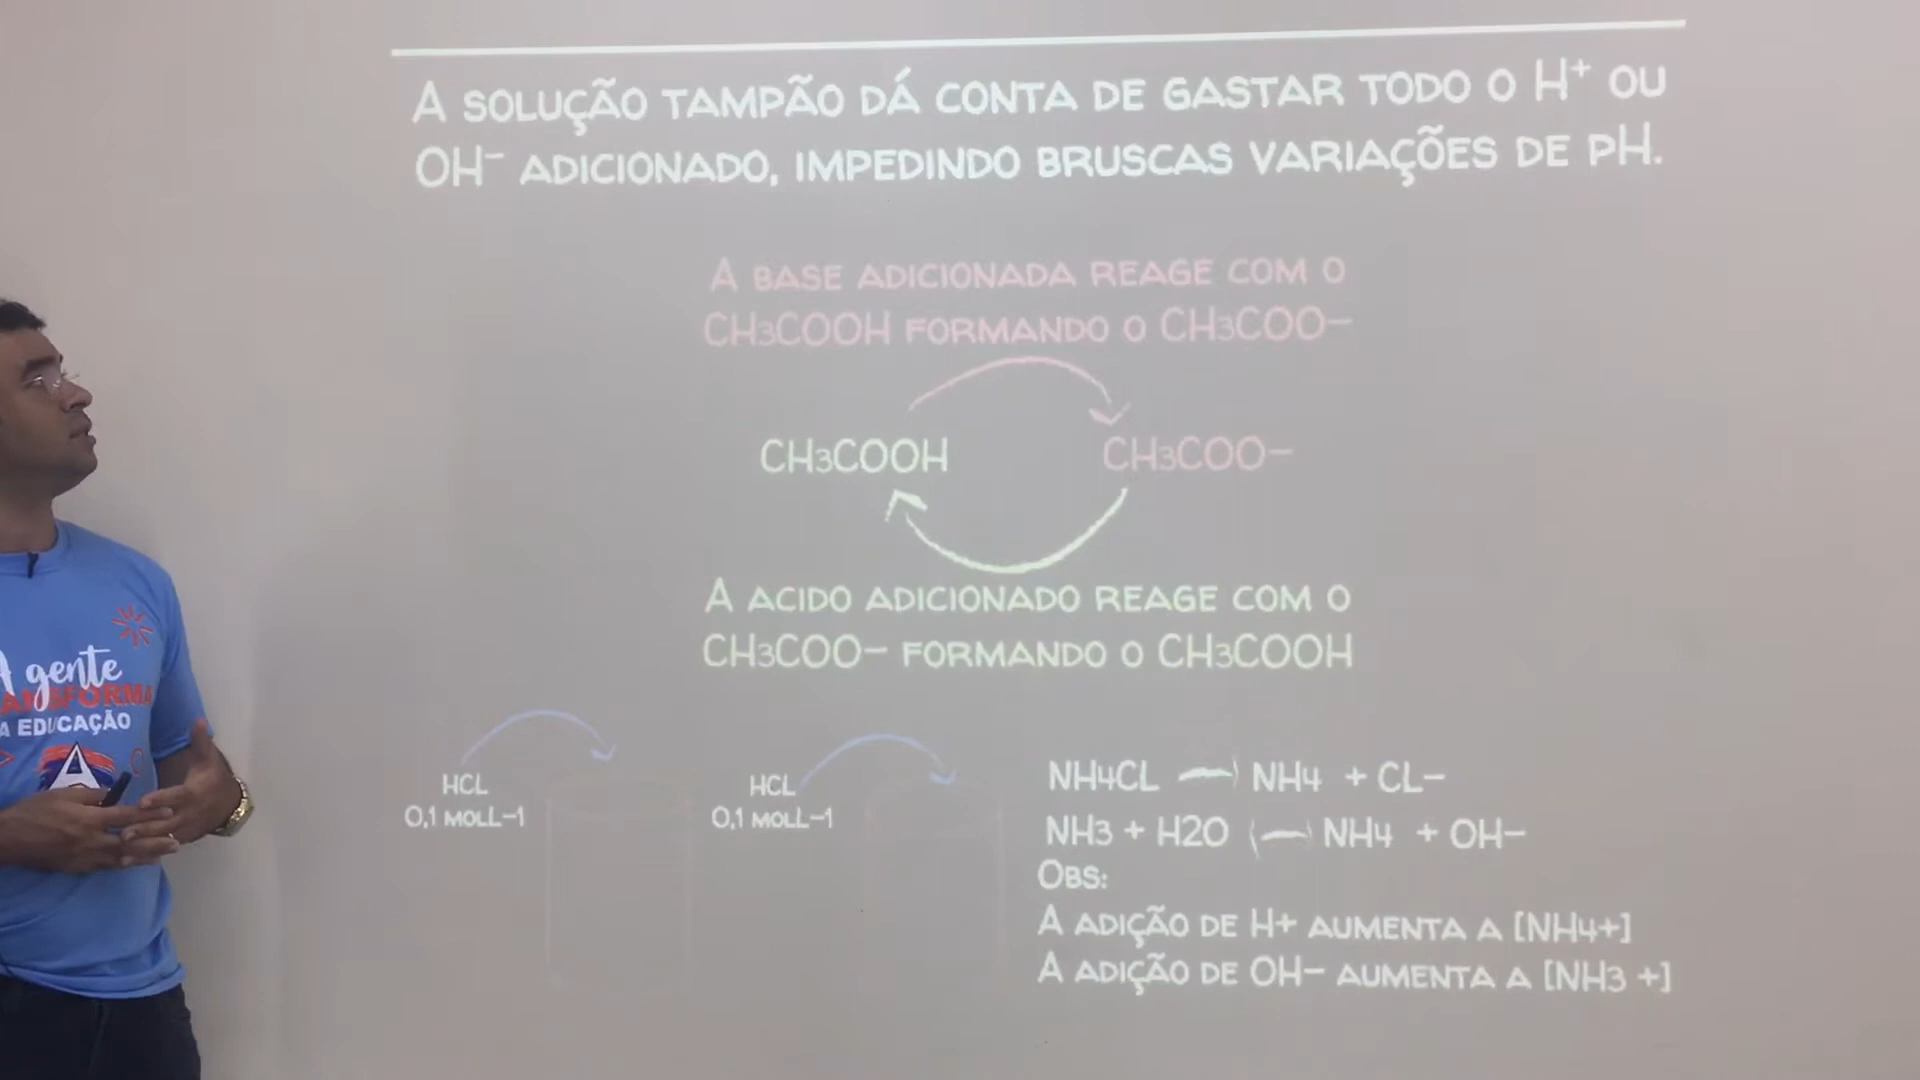 A SOLUÇÃO TAMPÃO DÁ CONTA DE GASTAR TODO O H⁺ OU
OH⁻ ADICIONADO, IMPEDINDO BRUSCAS VARIAÇÕES DE pH.
A BASE ADICIONADA REAGE COM O
CH3COOH FORMANDO O CH3COO-
CH3COOH
CH3COO-
A ACIDO ADICIONADO REAGE COM O
CH3COO- FORMANDO O CH3COOH
HCL
0,1 MOLL-1
HCL
0,1 MOLL-1
NH4CL NH4 + CL-
NH3 + H2O NH4 + OH-
OBS:
A ADIÇÃO DE H+ AUMENTA A [NH4+]
A ADIÇÃO DE OH- AUMENTA A [NH3 +]
A gente
ANSFORMA
A EDUCAÇÃO